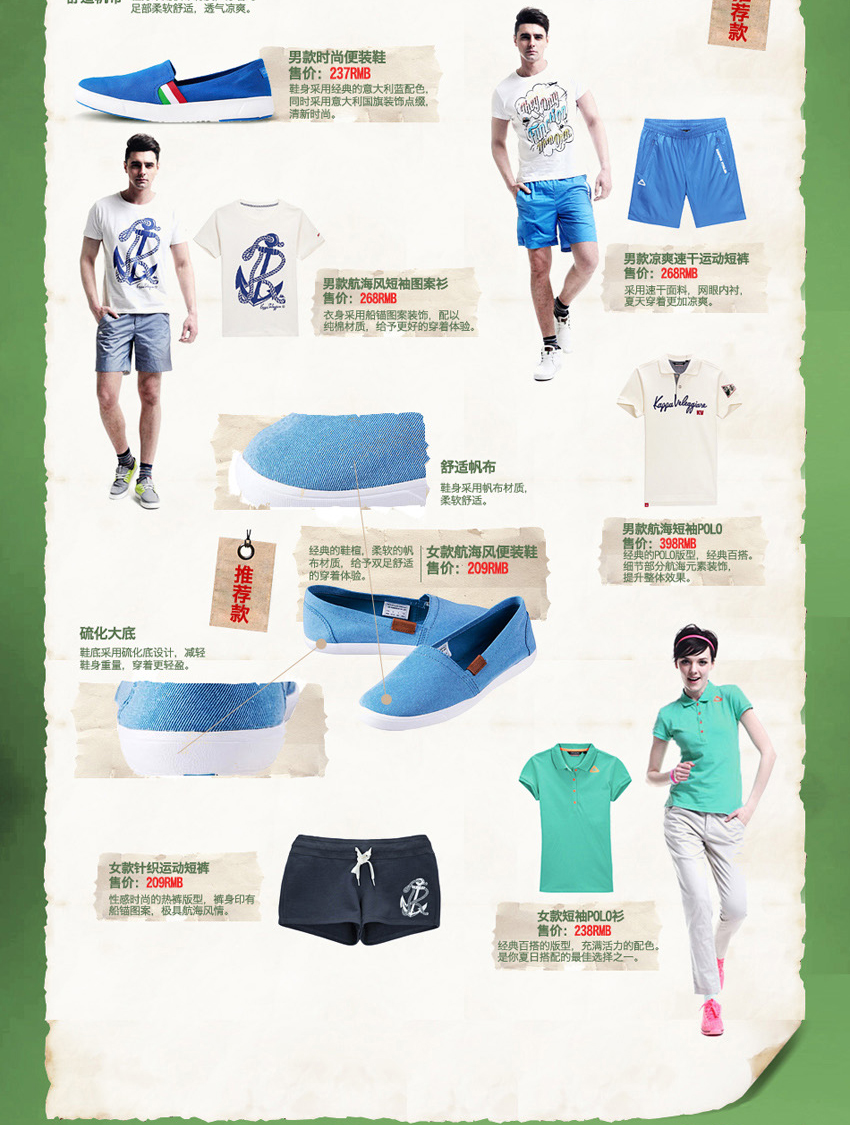 足部柔软舒适，透气凉爽。
推荐款
男款时尚便装鞋
售价：237RMB
鞋身采用经典的意大利蓝配色，
同时采用意大利国旗装饰点缀，
清新时尚。
男款凉爽速干运动短裤
售价：268RMB
采用速干面料，网眼内衬，
夏天穿着更加凉爽。
男款航海风短袖图案衫
售价：268RMB
衣身采用船锚图案装饰，配以
纯棉材质，给予更好的穿着体验。
舒适帆布
鞋身采用帆布材质，
柔软舒适。
男款航海短袖POLO
售价：398RMB
经典的POLO版型，经典百搭。
细节部分航海元素装饰，
提升整体效果。
推荐款
经典的鞋楦，柔软的帆
布材质，给予双足舒适
的穿着体验。
女款航海风便装鞋
售价：209RMB
硫化大底
鞋底采用硫化底设计，减轻
鞋身重量，穿着更轻盈。
女款针织运动短裤
售价：209RMB
性感时尚的热裤版型，裤身印有
船锚图案，极具航海风情。
女款短袖POLO衫
售价：238RMB
经典百搭的版型，充满活力的配色。
是你夏日搭配的最佳选择之一。